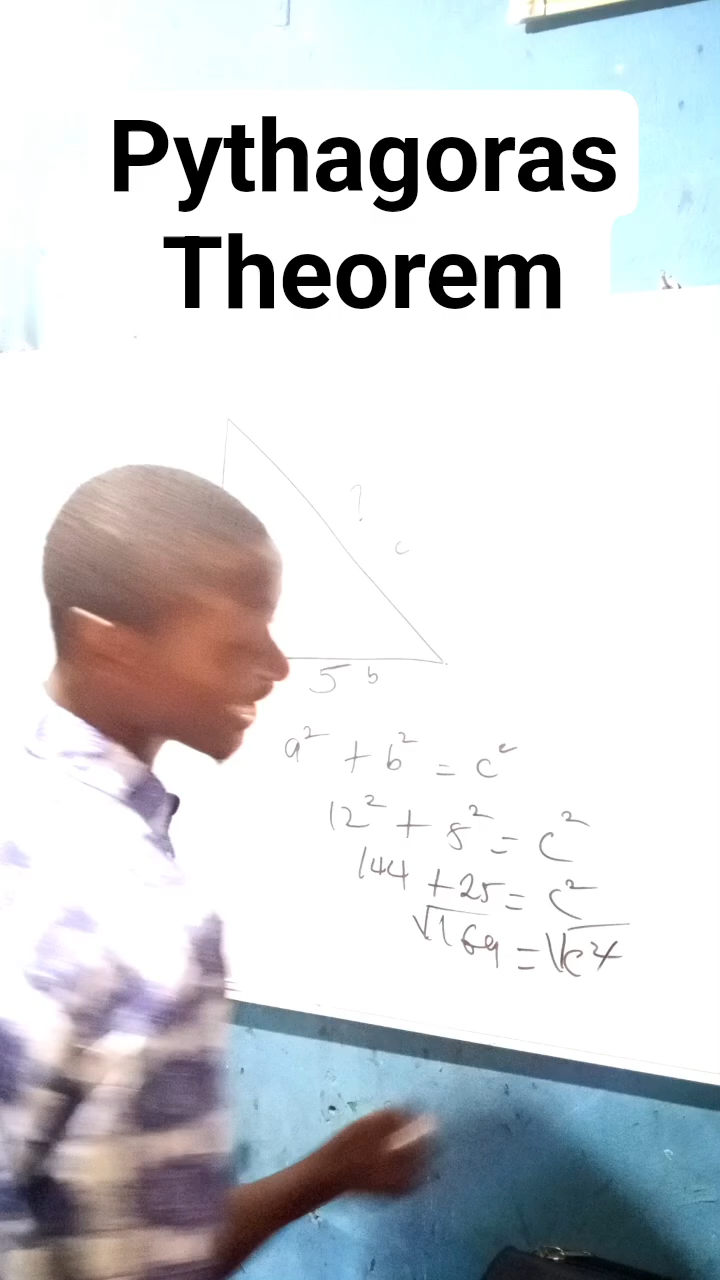 Pythagoras
Theorem
?
c
5 b
a² + b² = c²
12² + 5² = c²
144 + 25 = c²
√169 = √c²